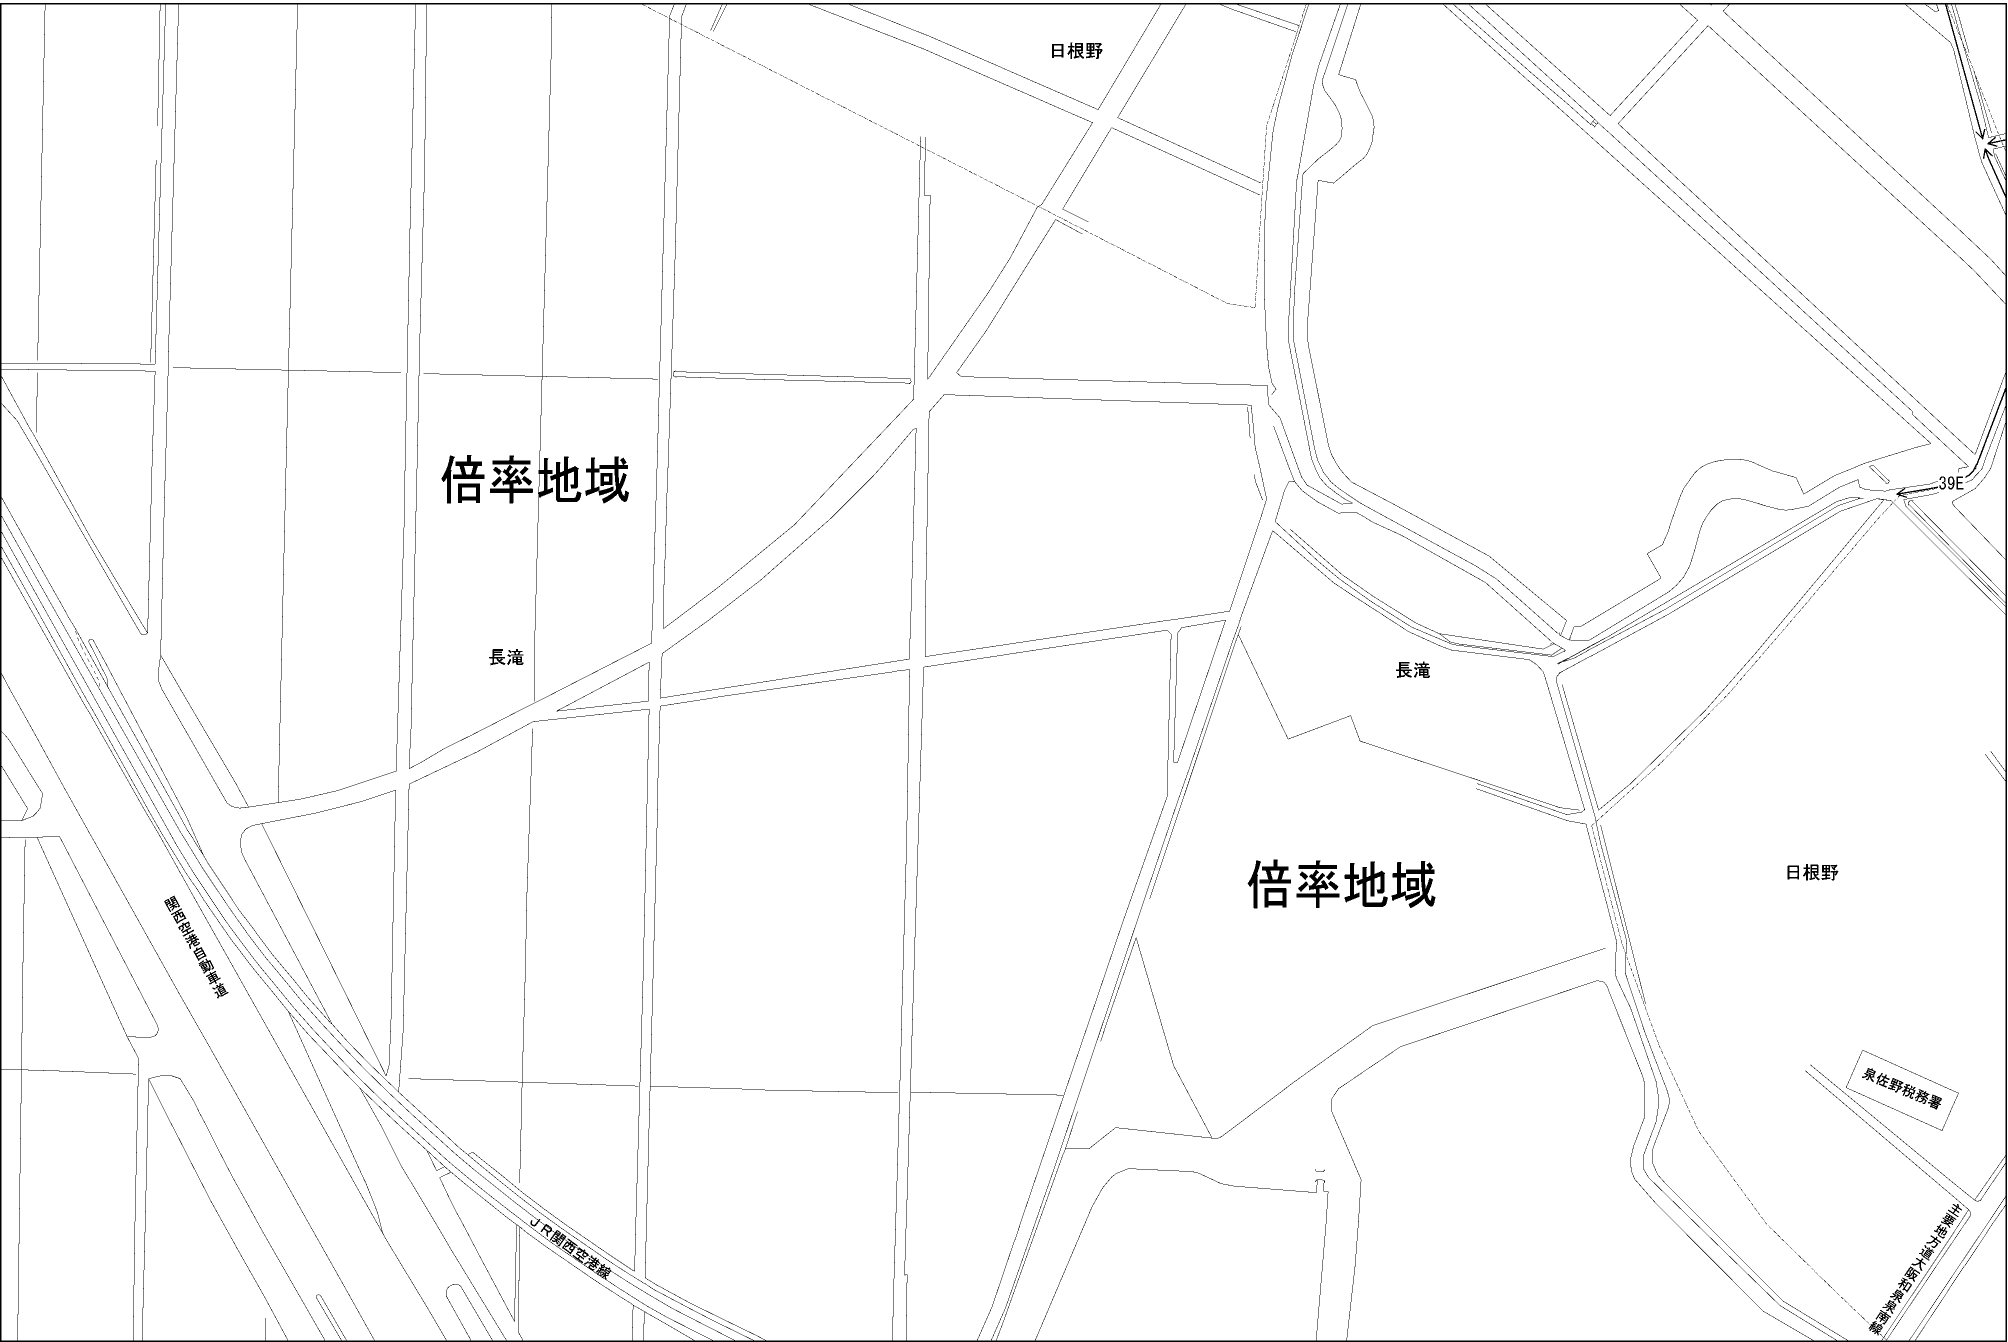 日根野
倍率地域
39E
長滝
長滝
倍率地域
日根野
関西空港自動車道
泉佐野税務署
JR関西空港線
主要地方道大阪和泉泉南線